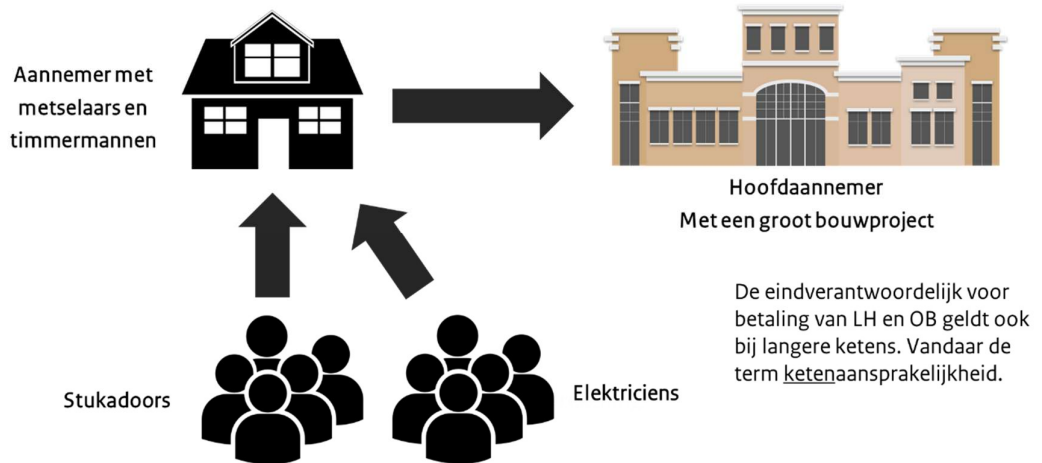 Aannemer met
metselaars en
timmermannen
Hoofdaannemer
Met een groot bouwproject
De eindverantwoordelijk voor
betaling van LH en OB geldt ook
bij langere ketens. Vandaar de
term ketenaansprakelijkheid.
Stukadoors
Elektriciens